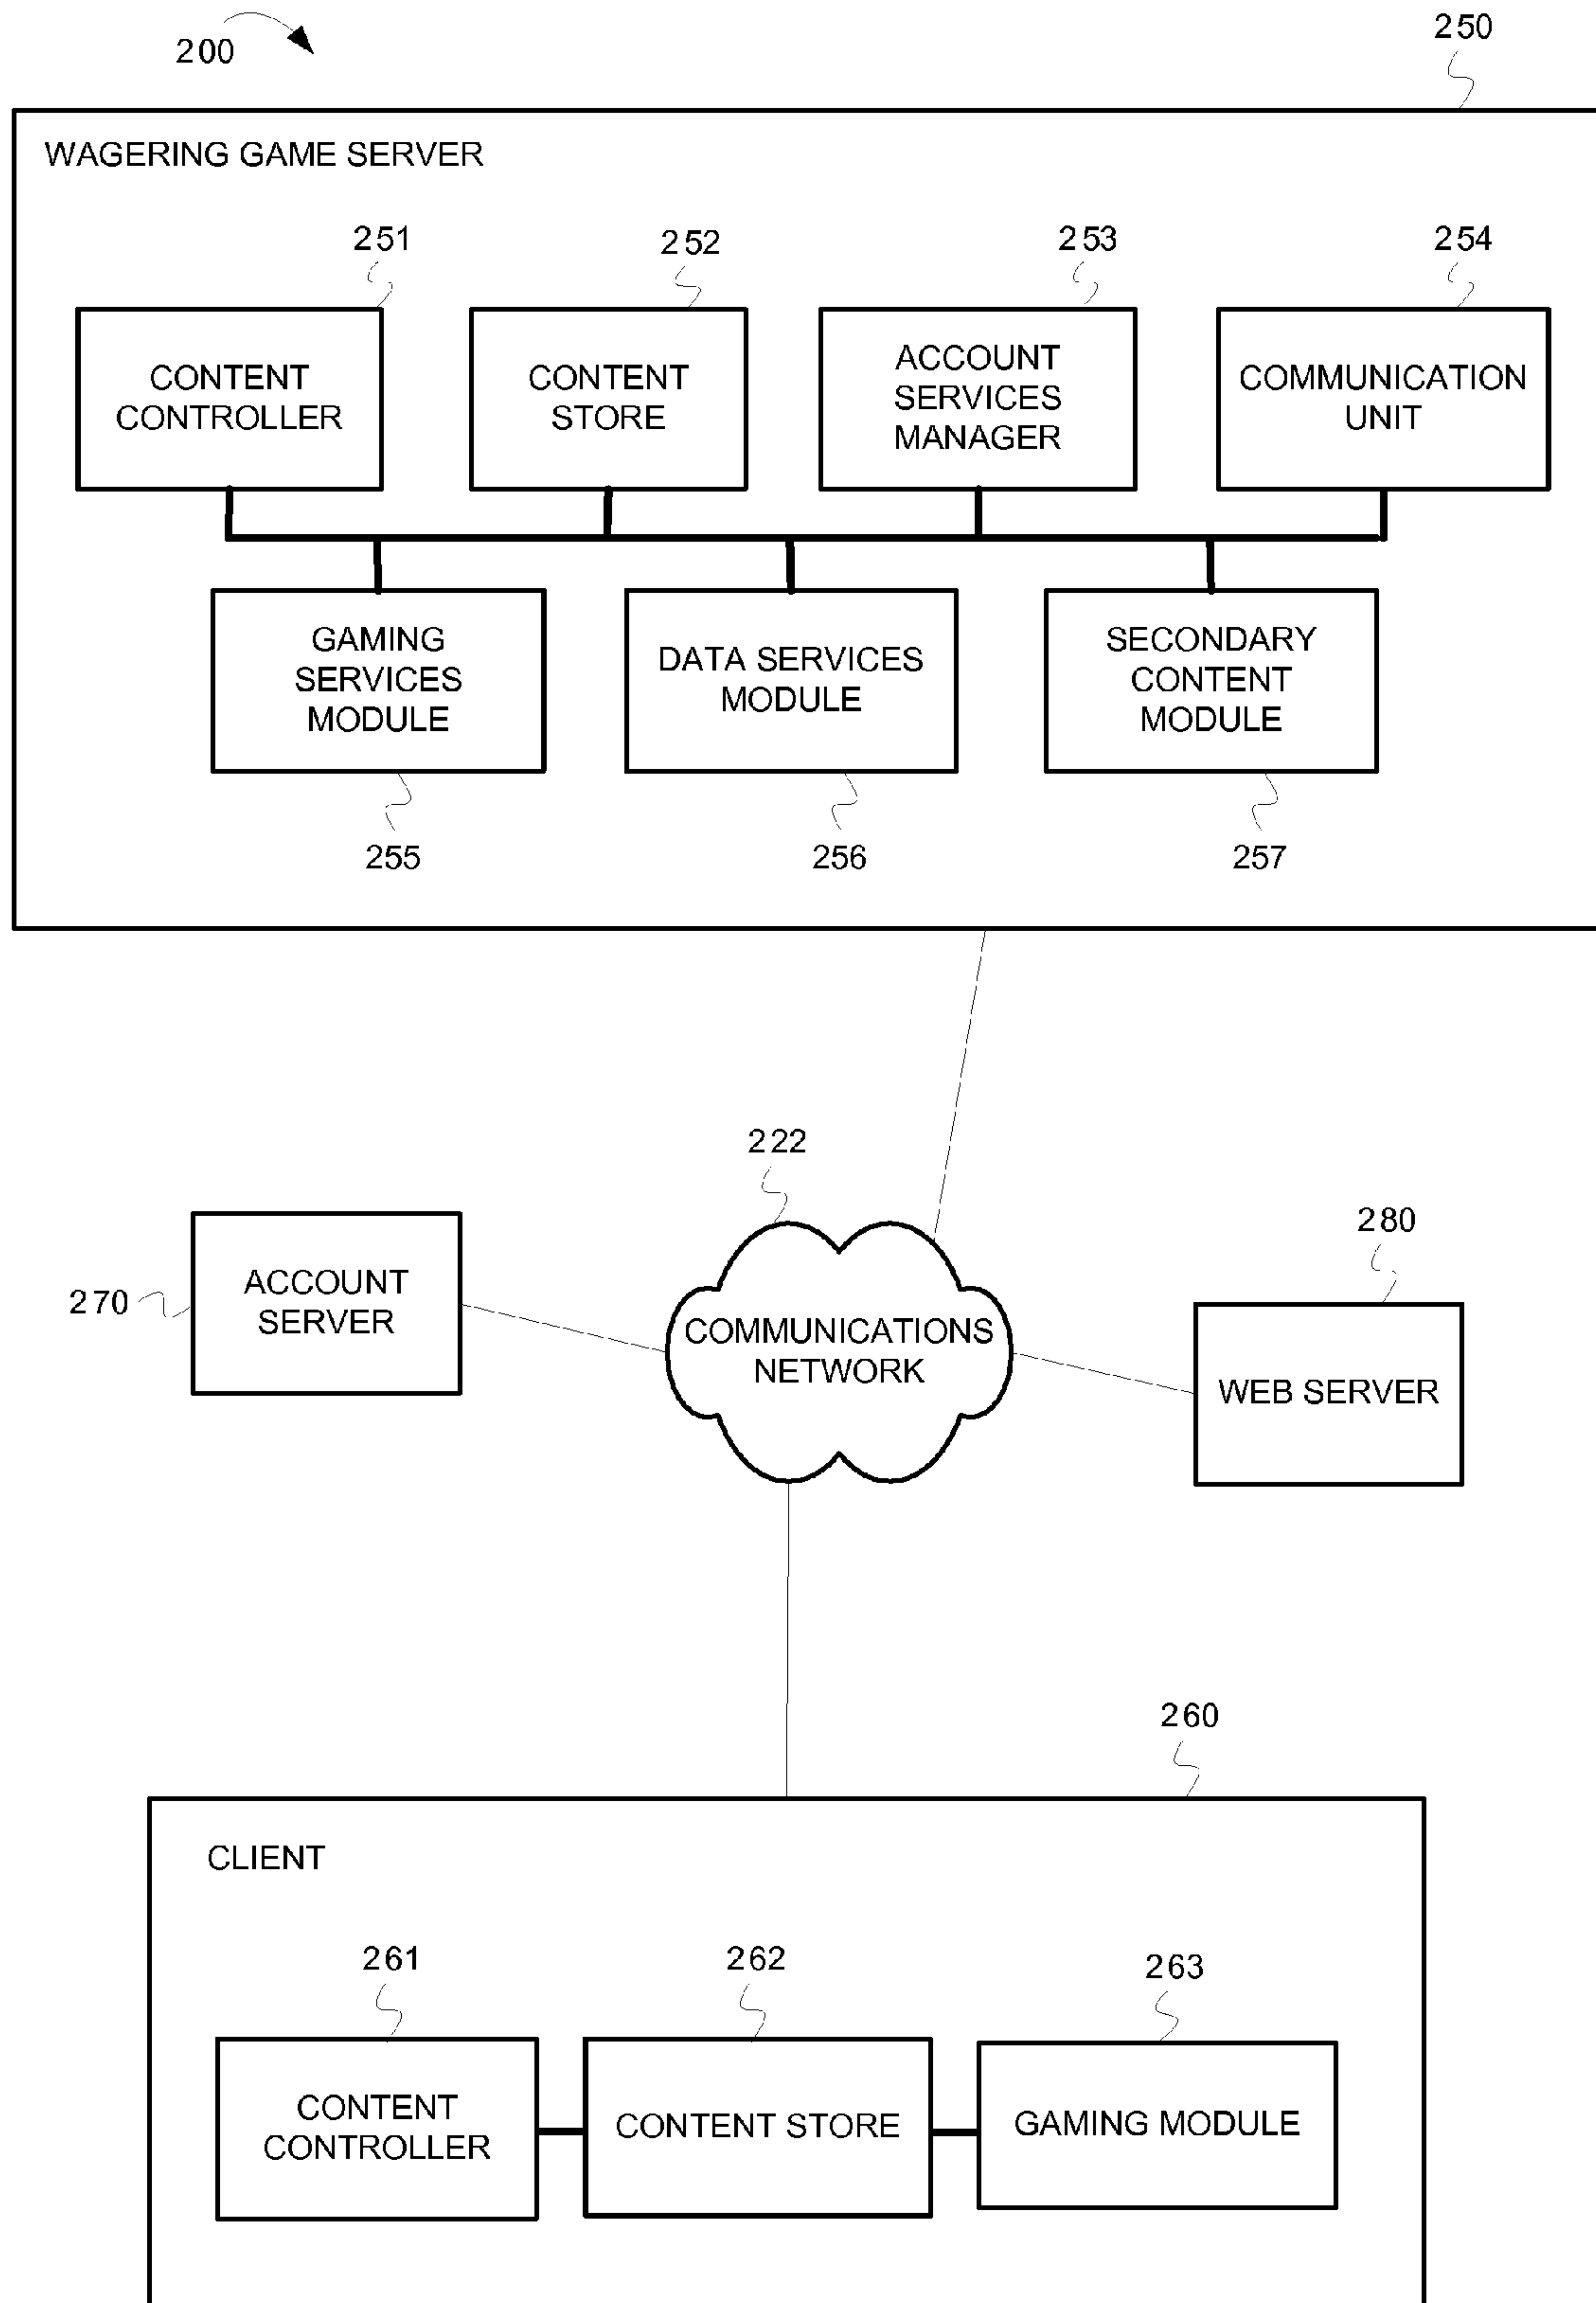 200
250
WAGERING GAME SERVER
251
252
253
254
CONTENT
CONTROLLER
CONTENT
STORE
ACCOUNT
SERVICES
MANAGER
COMMUNICATION
UNIT
GAMING
SERVICES
MODULE
DATA SERVICES
MODULE
SECONDARY
CONTENT
MODULE
255
256
257
222
280
270
ACCOUNT
SERVER
COMMUNICATIONS
NETWORK
WEB SERVER
260
CLIENT
261
262
263
CONTENT
CONTROLLER
CONTENT STORE
GAMING MODULE